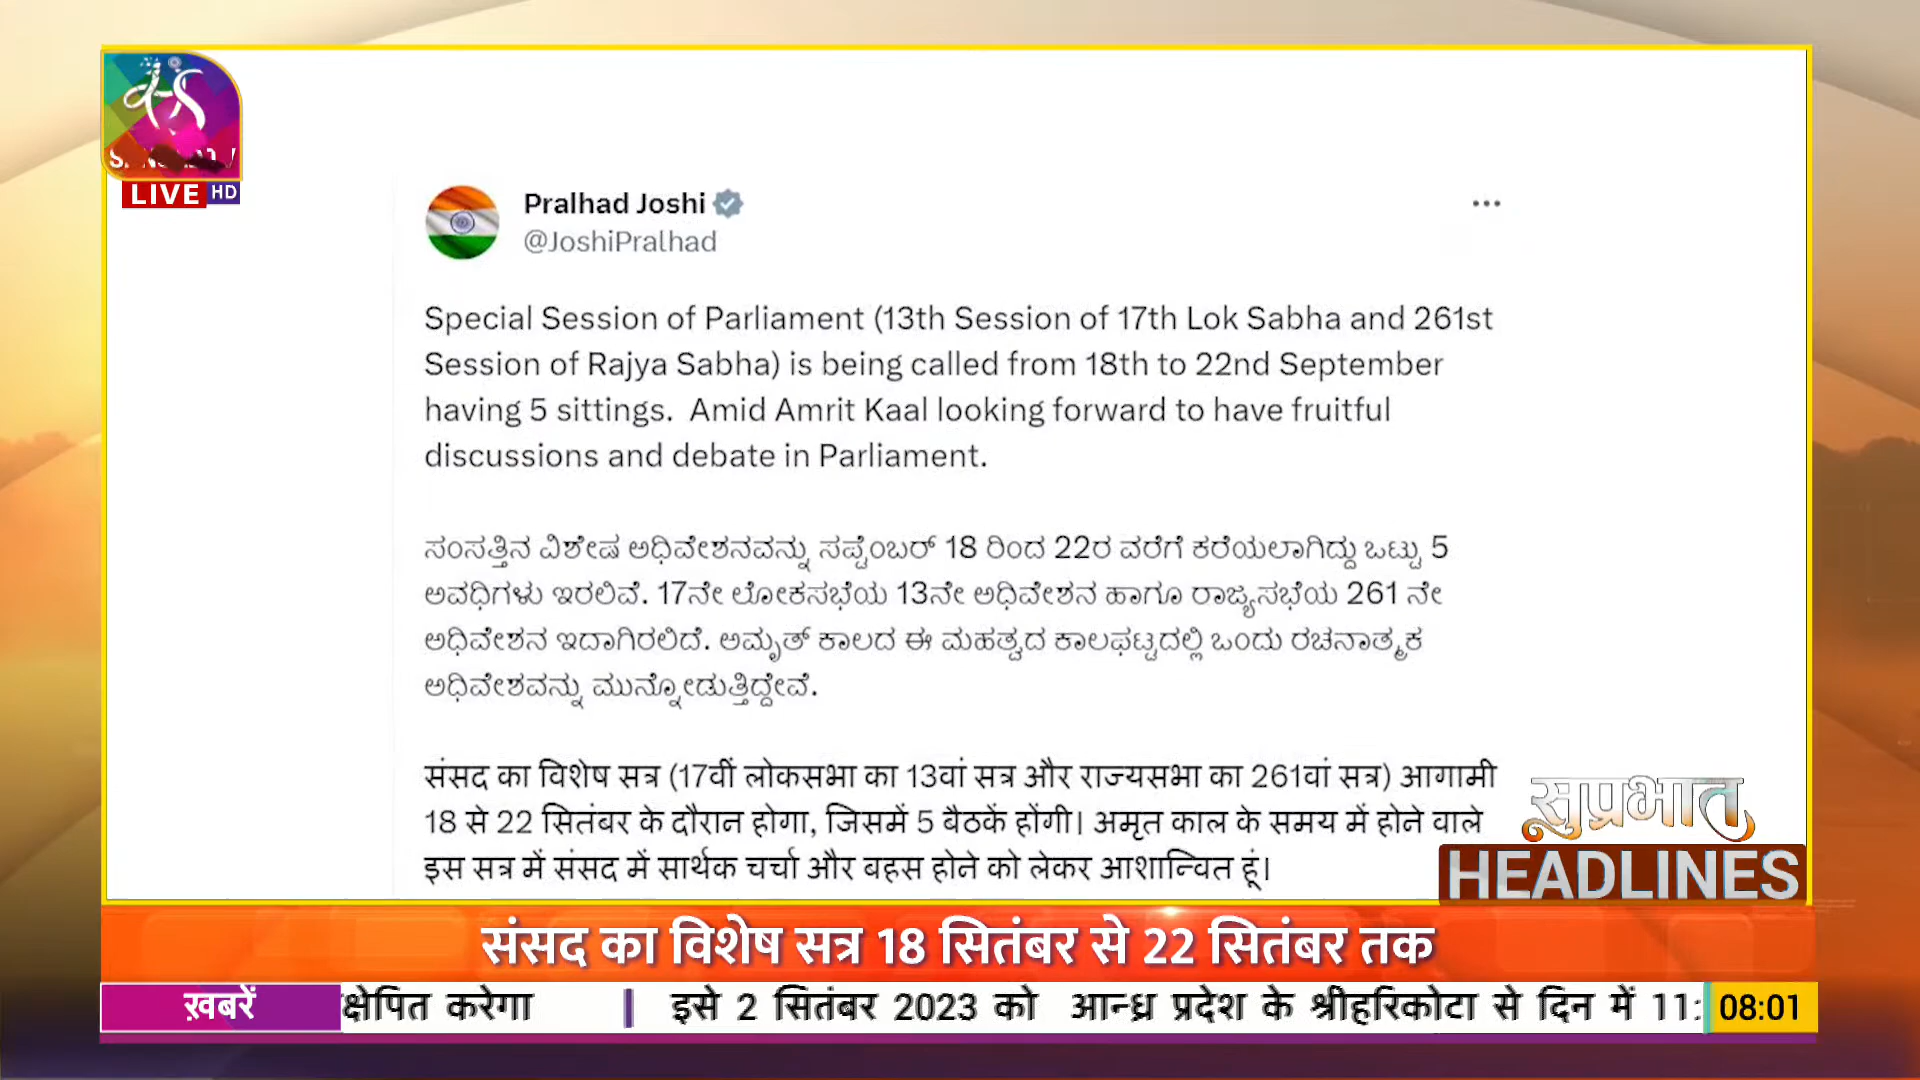 LIVE HD
Pralhad Joshi
@JoshiPralhad
Special Session of Parliament (13th Session of 17th Lok Sabha and 261st
Session of Rajya Sabha) is being called from 18th to 22nd September
having 5 sittings. Amid Amrit Kaal looking forward to have fruitful
discussions and debate in Parliament.
ಸಂಸತ್ತಿನ ವಿಶೇಷ ಅಧಿವೇಶನವನ್ನು ಸಪ್ಟೆಂಬರ್ 18 ರಿಂದ 22ರ ವರೆಗೆ ಕರೆಯಲಾಗಿದ್ದು ಒಟ್ಟು 5
ಅವಧಿಗಳು ಇರಲಿವೆ. 17ನೇ ಲೋಕಸಭೆಯ 13ನೇ ಅಧಿವೇಶನ ಹಾಗೂ ರಾಜ್ಯಸಭೆಯ 261 ನೇ
ಅಧಿವೇಶನ ಇದಾಗಿರಲಿದೆ. ಅಮೃತ್ ಕಾಲದ ಈ ಮಹತ್ವದ ಕಾಲಘಟ್ಟದಲ್ಲಿ ಒಂದು ರಚನಾತ್ಮಕ
ಅಧಿವೇಶವನ್ನು ಮುನ್ನೋಡುತ್ತಿದ್ದೇವೆ.
संसद का विशेष सत्र (17वीं लोकसभा का 13वां सत्र और राज्यसभा का 261वां सत्र) आगामी
18 से 22 सितंबर के दौरान होगा, जिसमें 5 बैठकें होंगी। अमृत काल के समय में होने वाले
इस सत्र में संसद में सार्थक चर्चा और बहस होने को लेकर आशान्वित हूं।
सुप्रभात
HEADLINES
संसद का विशेष सत्र 18 सितंबर से 22 सितंबर तक
ख़बरें क्षेपित करेगा | इसे 2 सितंबर 2023 को आन्ध्र प्रदेश के श्रीहरिकोटा से दिन में 11: 08:01